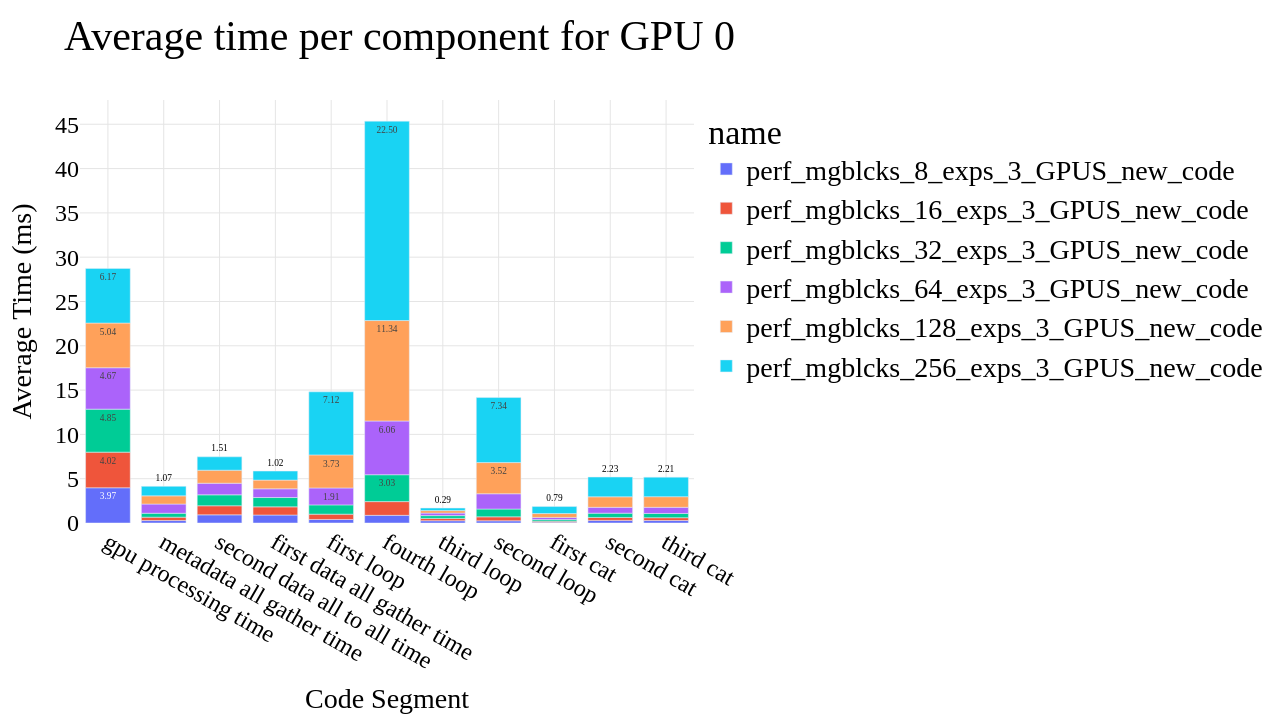 Average time per component for GPU 0
name
perf_mgblcks_8_exps_3_GPUS_new_code
perf_mgblcks_16_exps_3_GPUS_new_code
perf_mgblcks_32_exps_3_GPUS_new_code
perf_mgblcks_64_exps_3_GPUS_new_code
perf_mgblcks_128_exps_3_GPUS_new_code
perf_mgblcks_256_exps_3_GPUS_new_code
Average Time (ms)
45
40
35
30
25
20
15
10
5
0
6.17
5.04
4.67
4.85
4.02
3.97
1.07
1.51
1.02
7.12
3.73
1.91
22.50
11.34
6.06
3.03
0.29
7.34
3.52
0.79
2.23
2.21
gpu processing time
metadata all gather time
second data all to all time
first data all gather time
first loop
fourth loop
third loop
second loop
first cat
second cat
third cat
Code Segment